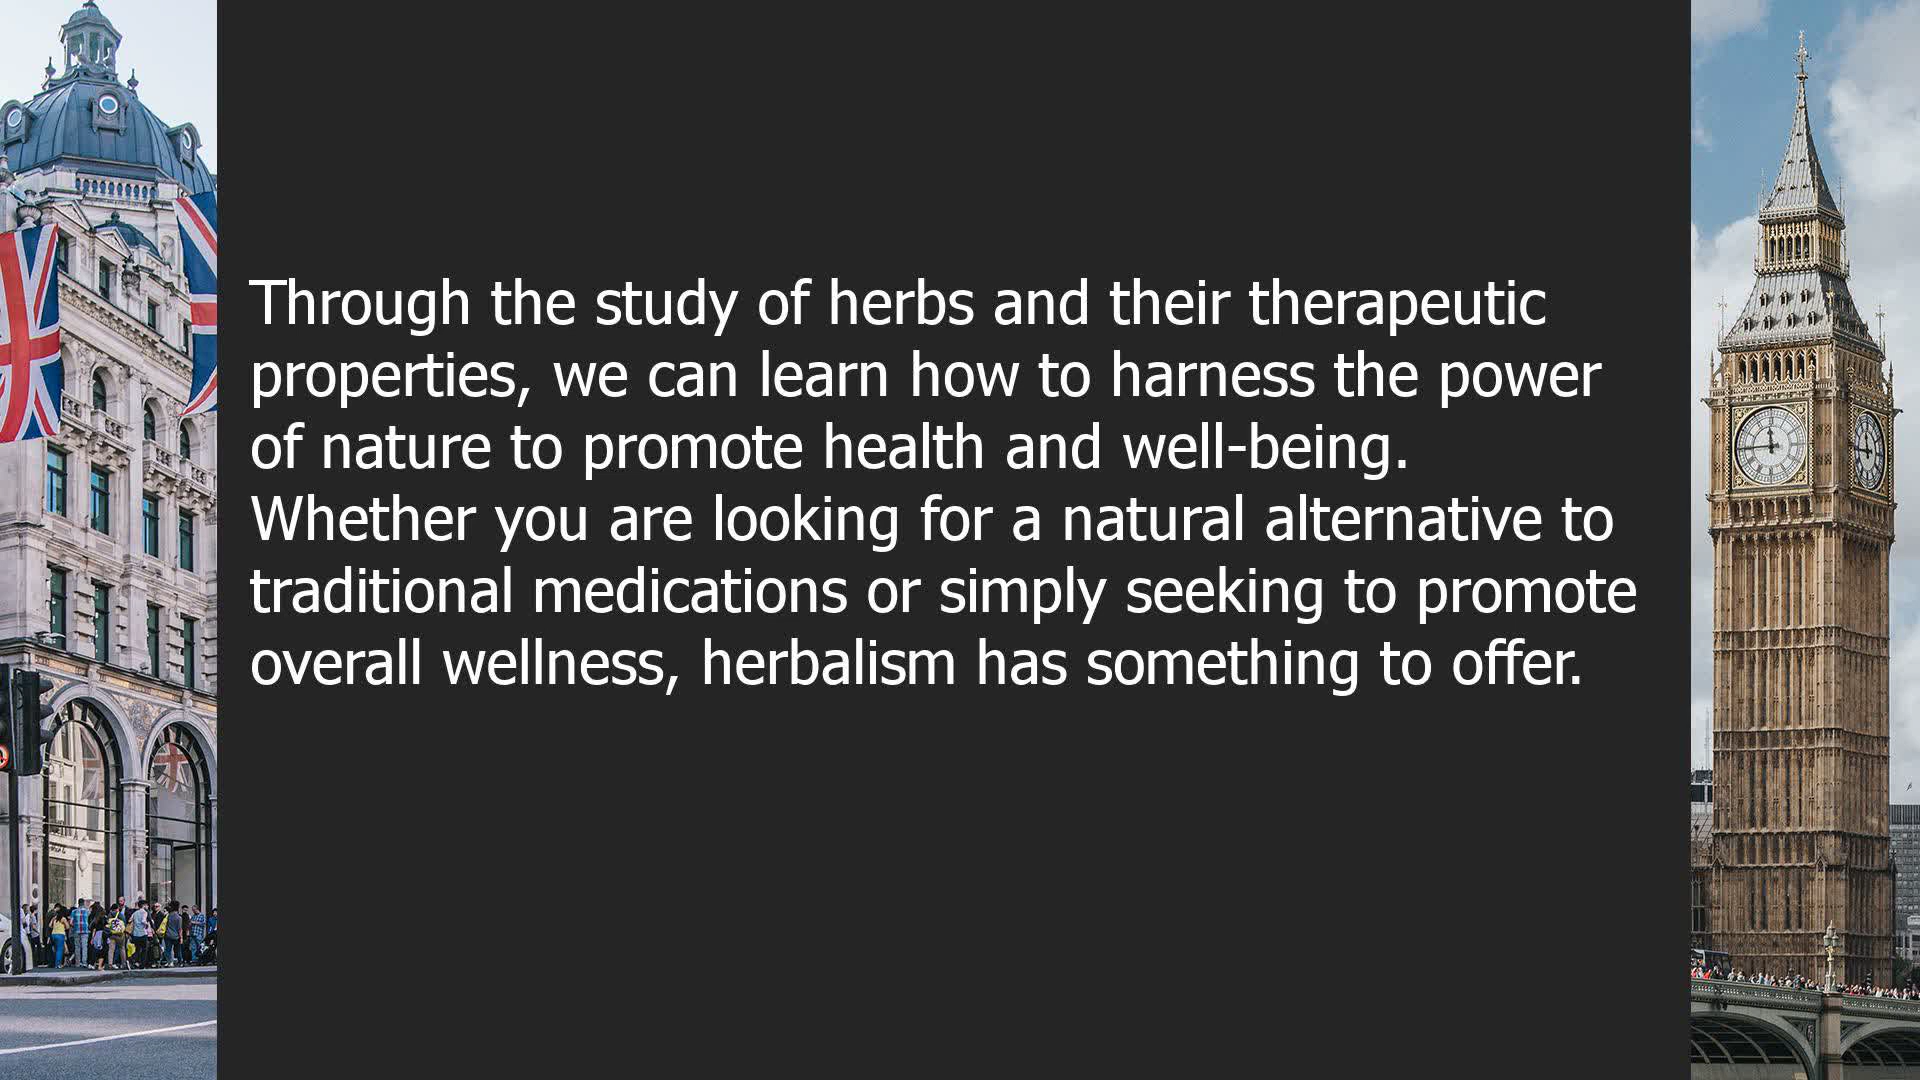 Through the study of herbs and their therapeutic
properties, we can learn how to harness the power
of nature to promote health and well-being.
Whether you are looking for a natural alternative to
traditional medications or simply seeking to promote
overall wellness, herbalism has something to offer.